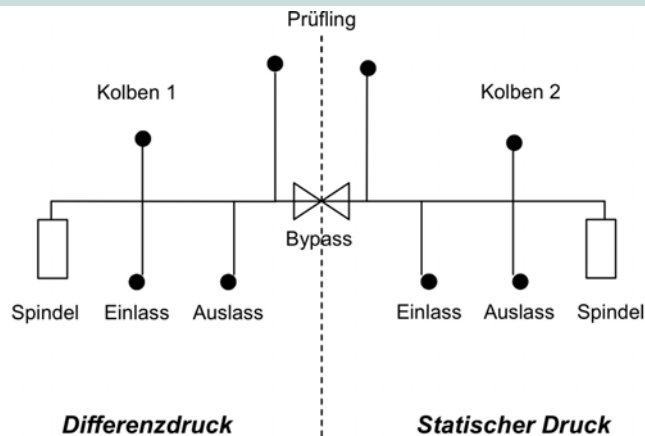 Prüfling
Kolben 1
Kolben 2
Bypass
Spindel Einlass Auslass Einlass Auslass Spindel
Differenzdruck Statischer Druck